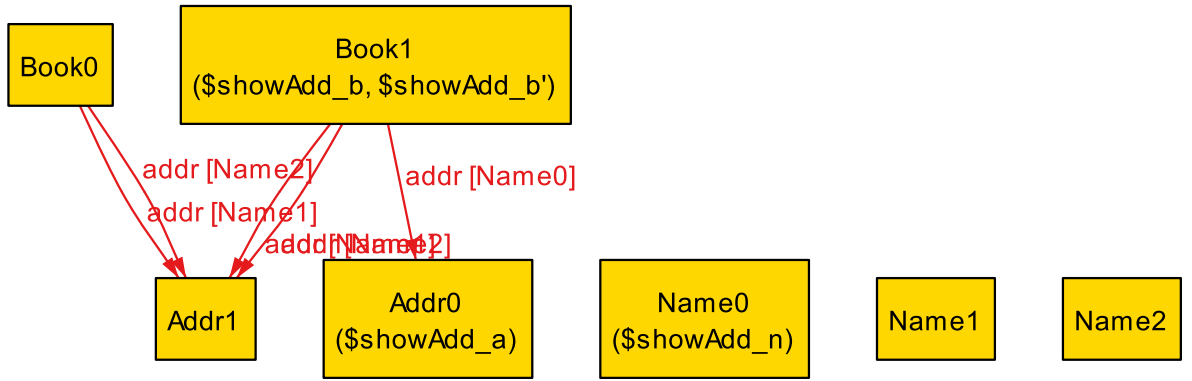 Book0
Book1
($showAdd_b, $showAdd_b')
addr [Name2]
addr [Name0]
addr [Name1]
Addr1
Addr0
($showAdd_a)
Name0
($showAdd_n)
Name1
Name2